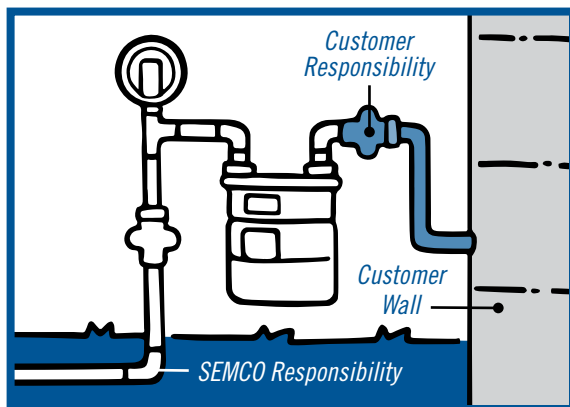 Customer
Responsibility
Customer
Wall
SEMCO Responsibility